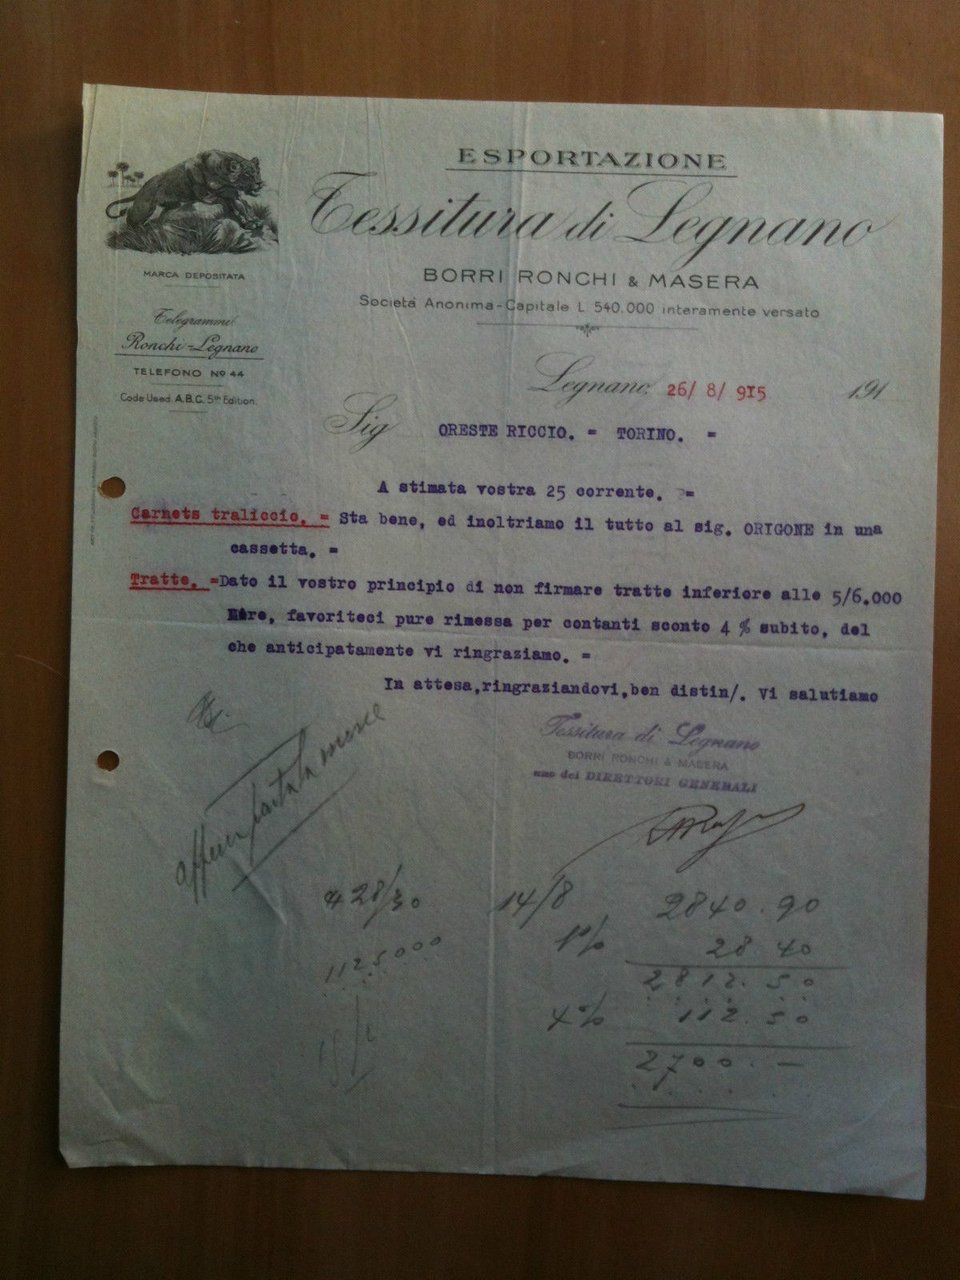 ESPORTAZIONE
Tessitura di Legnano
BORRI RONCHI & MASERA
Società Anonima - Capitale L 540.000 interamente versato
MARCA DEPOSITATA
Telegrammi:
Ronchi-Legnano
TELEFONO No 44
Code Used A.B.C. 5th Edition.
Legnano, 26/ 8/ 915 191
Sig ORESTE RICCIO. = TORINO. =
A stimata vostra 25 corrente. =
Carnets traliccio. = Sta bene, ed inoltriamo il tutto al sig. ORIGONE in una
cassetta. =
Tratte. =Dato il vostro principio di non firmare tratte inferiore alle 5/6.000
lire, favoriteci pure rimessa per contanti sconto 4 % subito, del
che anticipatamente vi ringraziamo. =
In attesa,ringraziandovi,ben distin/. Vi salutiamo
Tessitura di Legnano
BORRI RONCHI & MASERA
uno dei DIRETTORI GENERALI
428/30 14/8 2840.90
1% 28.40
1125000 2812.50
4% 112.50
2700.—